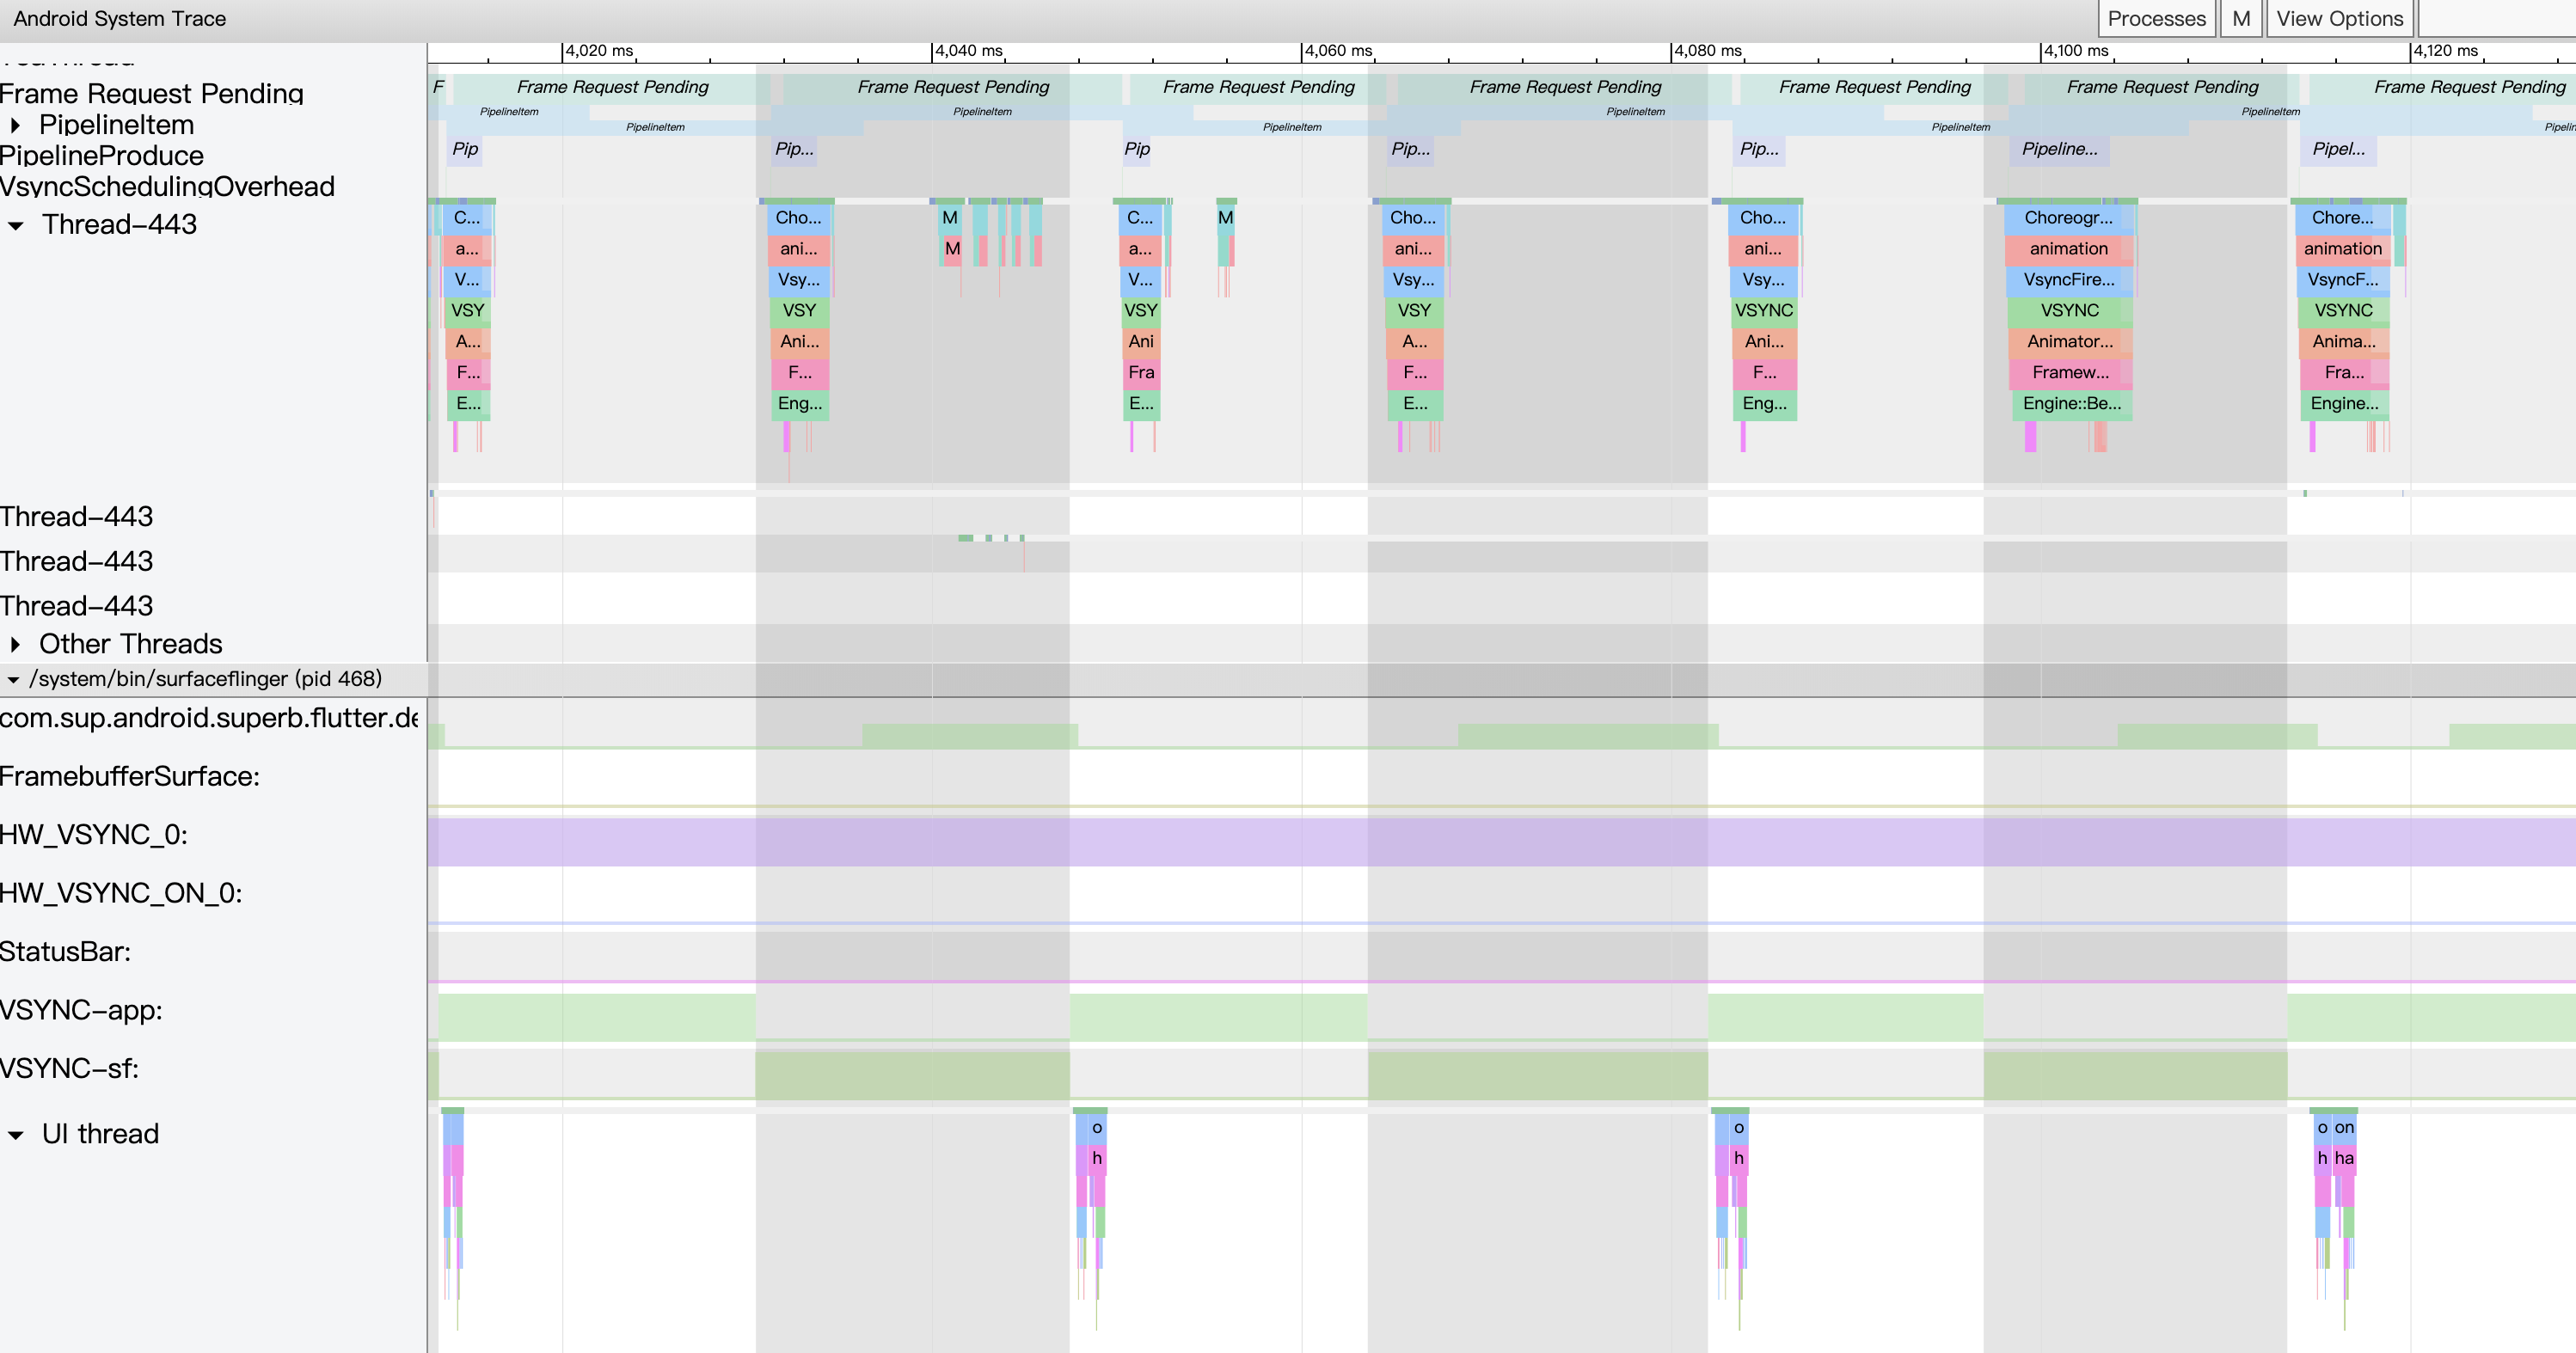 Android System Trace
Processes M View Options
4,020 ms 4,040 ms 4,060 ms 4,080 ms 4,100 ms 4,120 ms
Frame Request Pending F Frame Request Pending Frame Request Pending Frame Request Pending Frame Request Pending Frame Request Pending Frame Request Pending Frame Request Pending
PipelineItem PipelineItem PipelineItem PipelineItem
PipelineItem PipelineItem PipelineItem PipelineItem Pipelin
PipelineProduce Pip Pip... Pip Pip... Pip... Pipeline... Pipel...
VsyncSchedulingOverhead
Thread-443 C... Cho... M C... M Cho... Cho... Choreogr... Chore...
a... ani... M a... ani... ani... animation animation
V... Vsy... V... Vsy... Vsy... VsyncFire... VsyncF...
VSY VSY VSY VSY VSYNC VSYNC VSYNC
A... Ani... Ani A... Ani... Animator... Anima...
F... F... Fra F... F... Framew... Fra...
E... Eng... E... E... Eng... Engine::Be... Engine...
Thread-443
Thread-443
Thread-443
Other Threads
/system/bin/surfaceflinger (pid 468)
com.sup.android.superb.flutter.de
FramebufferSurface:
HW_VSYNC_0:
HW_VSYNC_ON_0:
StatusBar:
VSYNC-app:
VSYNC-sf:
UI thread o o o on
h h h ha